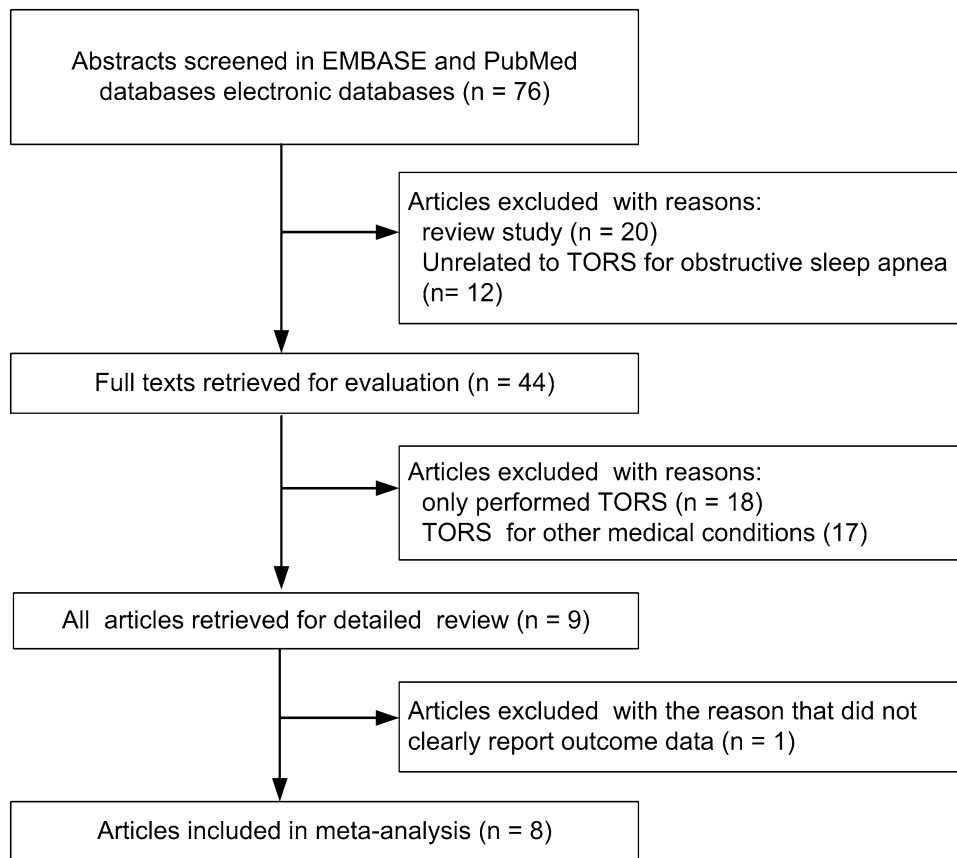 Abstracts screened in EMBASE and PubMed
databases electronic databases (n = 76)
Articles excluded  with reasons:
review study (n = 20)
Unrelated to TORS for obstructive sleep apnea
(n= 12)
Full texts retrieved for evaluation (n = 44)
Articles excluded  with reasons:
only performed TORS (n = 18)
TORS  for other medical conditions (17)
All  articles retrieved for detailed  review (n = 9)
Articles excluded  with the reason that did not
clearly report outcome data (n = 1)
Articles included in meta-analysis (n = 8)